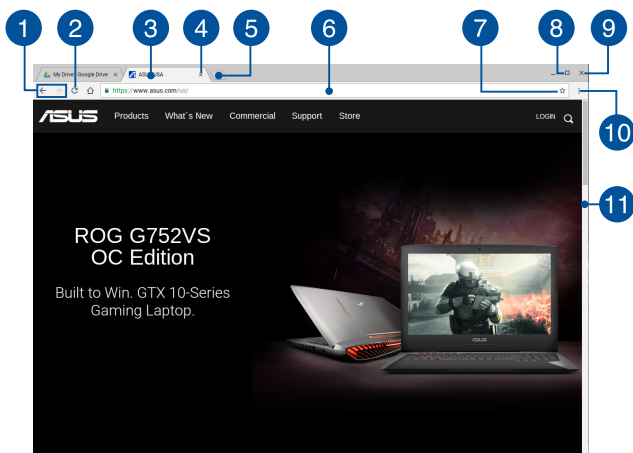 1 2 3 4 5 6 7 8 9
My Drive - Google Drive × ASUS USA ×
https://www.asus.com/us/
10
ASUS Products What's New Commercial Support Store LOGIN
11
ROG G752VS
OC Edition
Built to Win. GTX 10-Series
Gaming Laptop.
ASUS